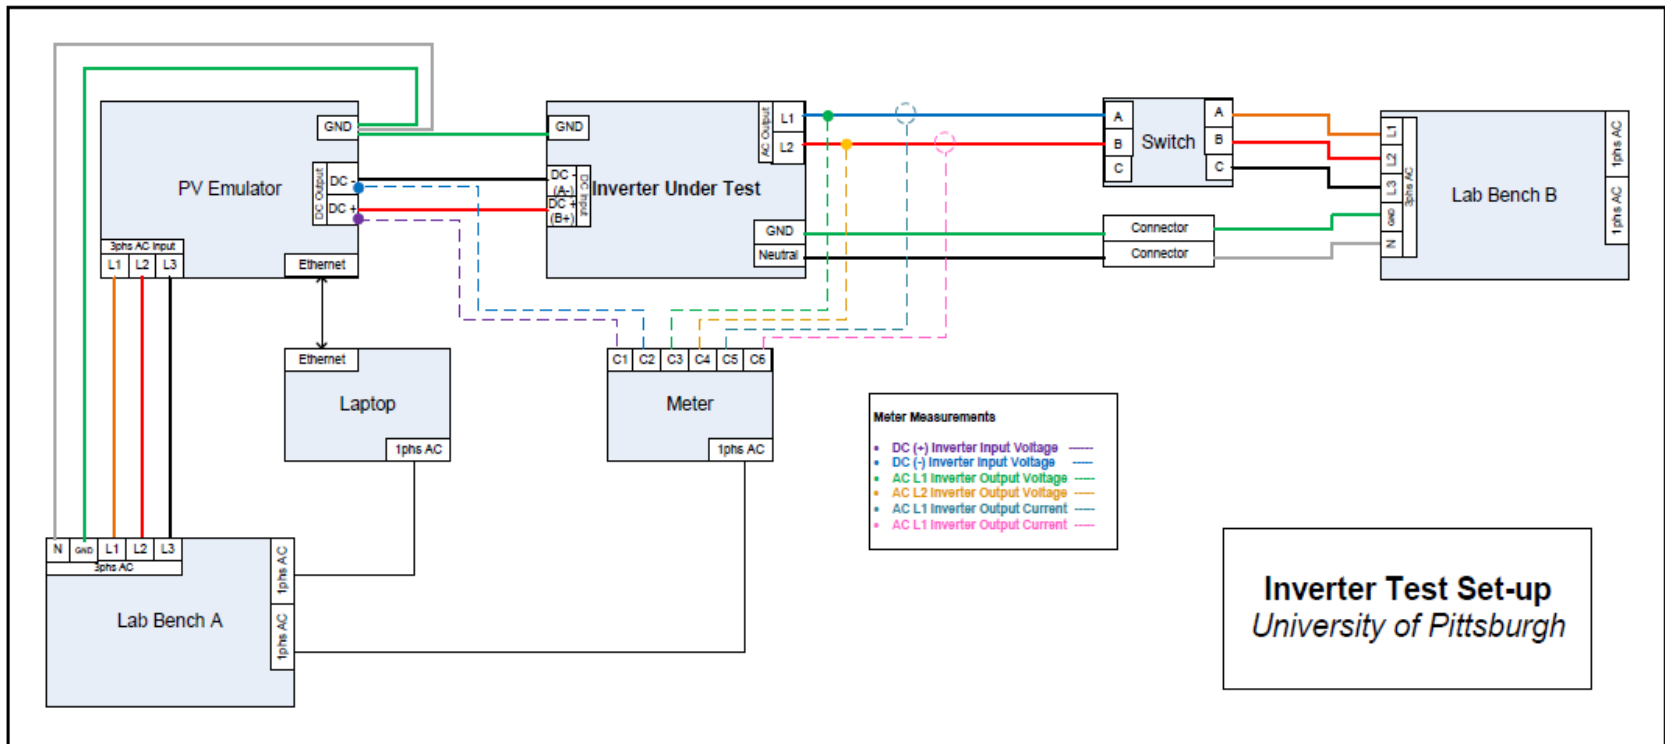 GND
DC Output
DC -
DC +
PV Emulator
3phs AC Input
L1 L2 L3
Ethernet
GND
AC Output
L1
L2
DC -
(A-)
DC +
(B+)
DC Input
Inverter Under Test
GND
Neutral
A
B
C
Switch
A
B
C
Connector
Connector
L1
L2
L3
GND
N
3phs AC
Lab Bench B
1phs AC
1phs AC
Ethernet
Laptop
1phs AC
C1 C2 C3 C4 C5 C6
Meter
1phs AC
Meter Measurements
• DC (+) Inverter Input Voltage -----
• DC (-) Inverter Input Voltage -----
• AC L1 Inverter Output Voltage -----
• AC L2 Inverter Output Voltage -----
• AC L1 Inverter Output Current -----
• AC L1 Inverter Output Current -----
N GND L1 L2 L3
3phs AC
Lab Bench A
1phs AC
1phs AC
Inverter Test Set-up
University of Pittsburgh